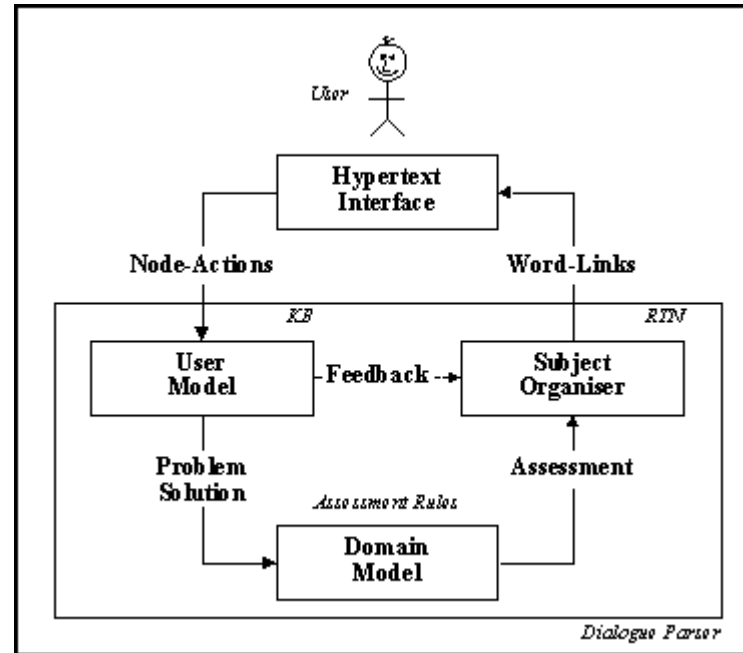 User
Hypertext
Interface
Node-Actions
Word-Links
KB
RTN
User
Model
Feedback
Subject
Organiser
Problem
Solution
Assessment
Assessment Rules
Domain
Model
Dialogue Parser